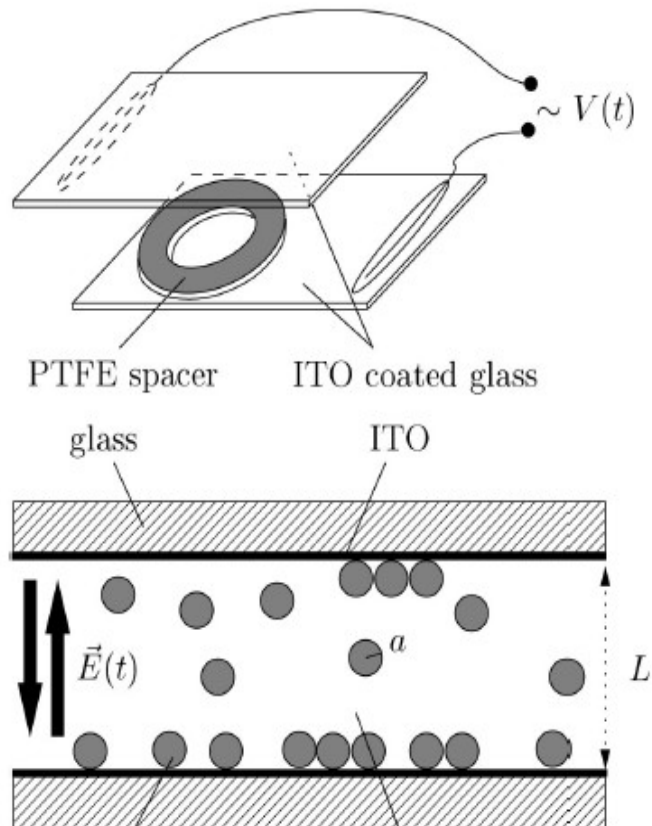 ~ V(t)
PTFE spacer
ITO coated glass
glass
ITO
E⃗(t)
a
L